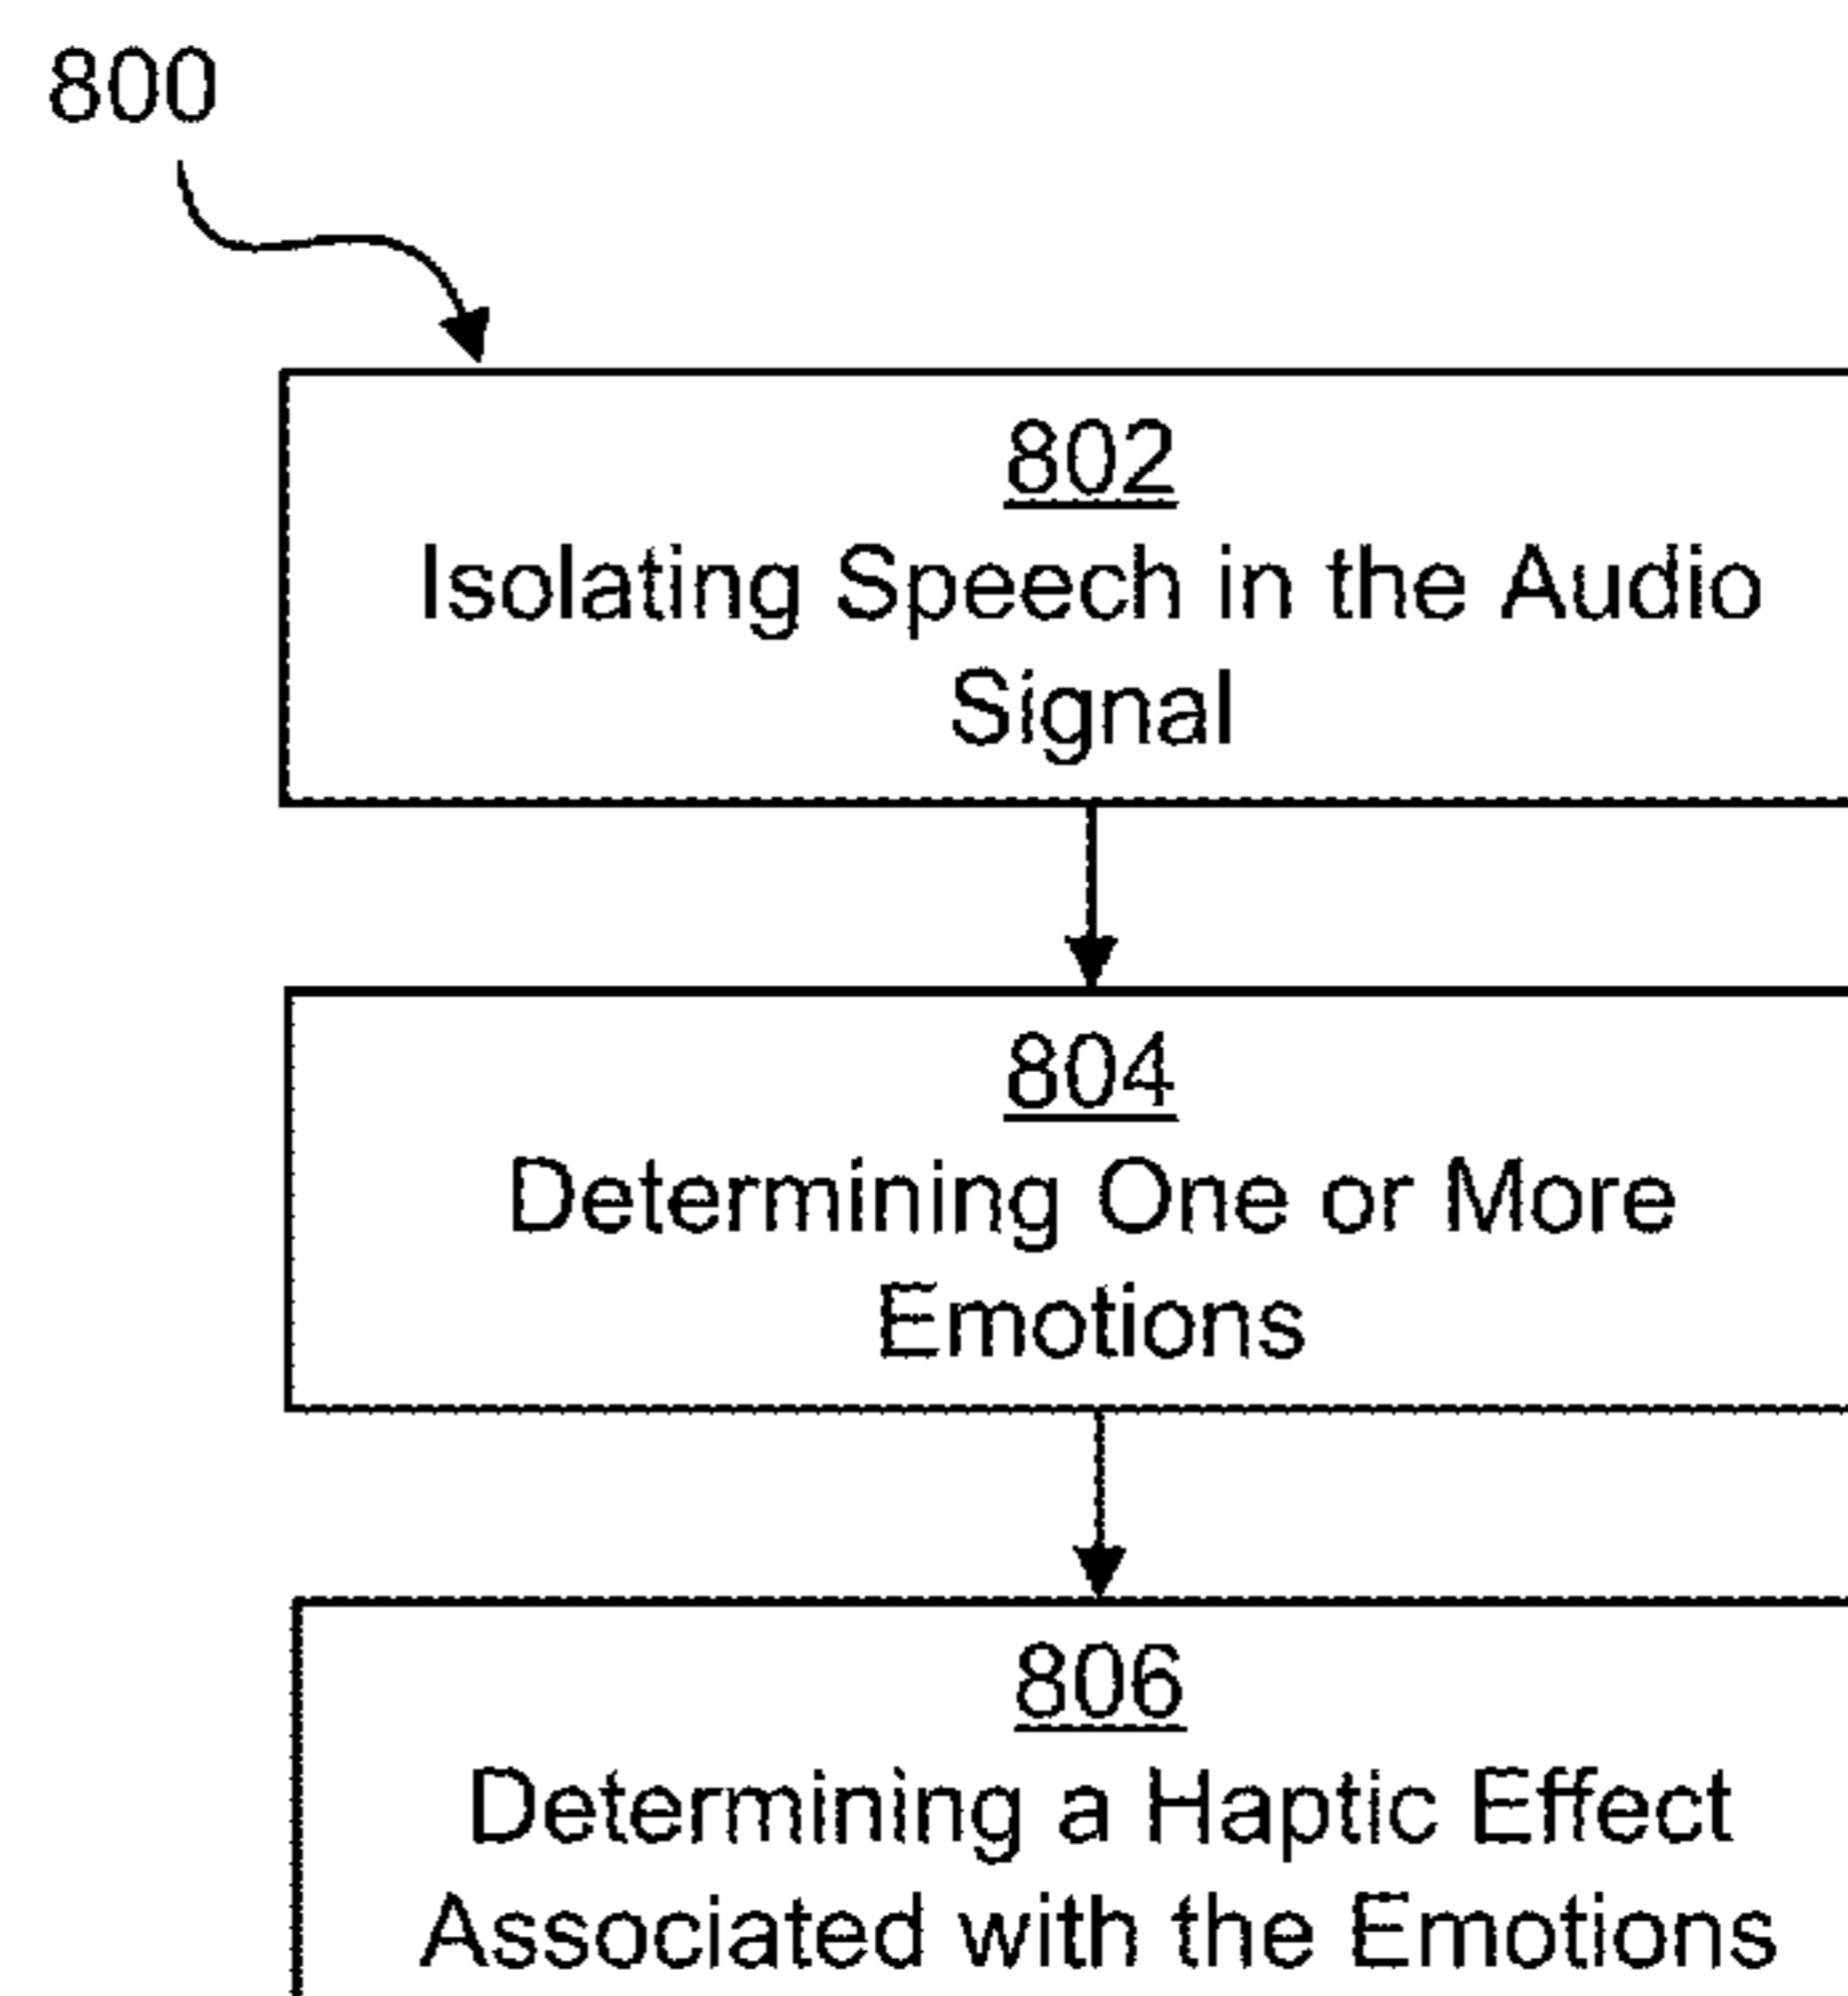 800
802
Isolating Speech in the Audio
Signal
804
Determining One or More
Emotions
806
Determining a Haptic Effect
Associated with the Emotions